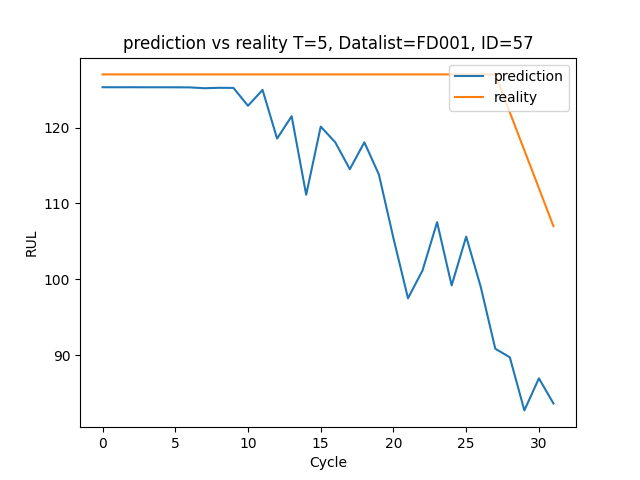 prediction vs reality T=5, Datalist=FD001, ID=57
prediction
reality
120
110
100
90
RUL
0 5 10 15 20 25 30
Cycle